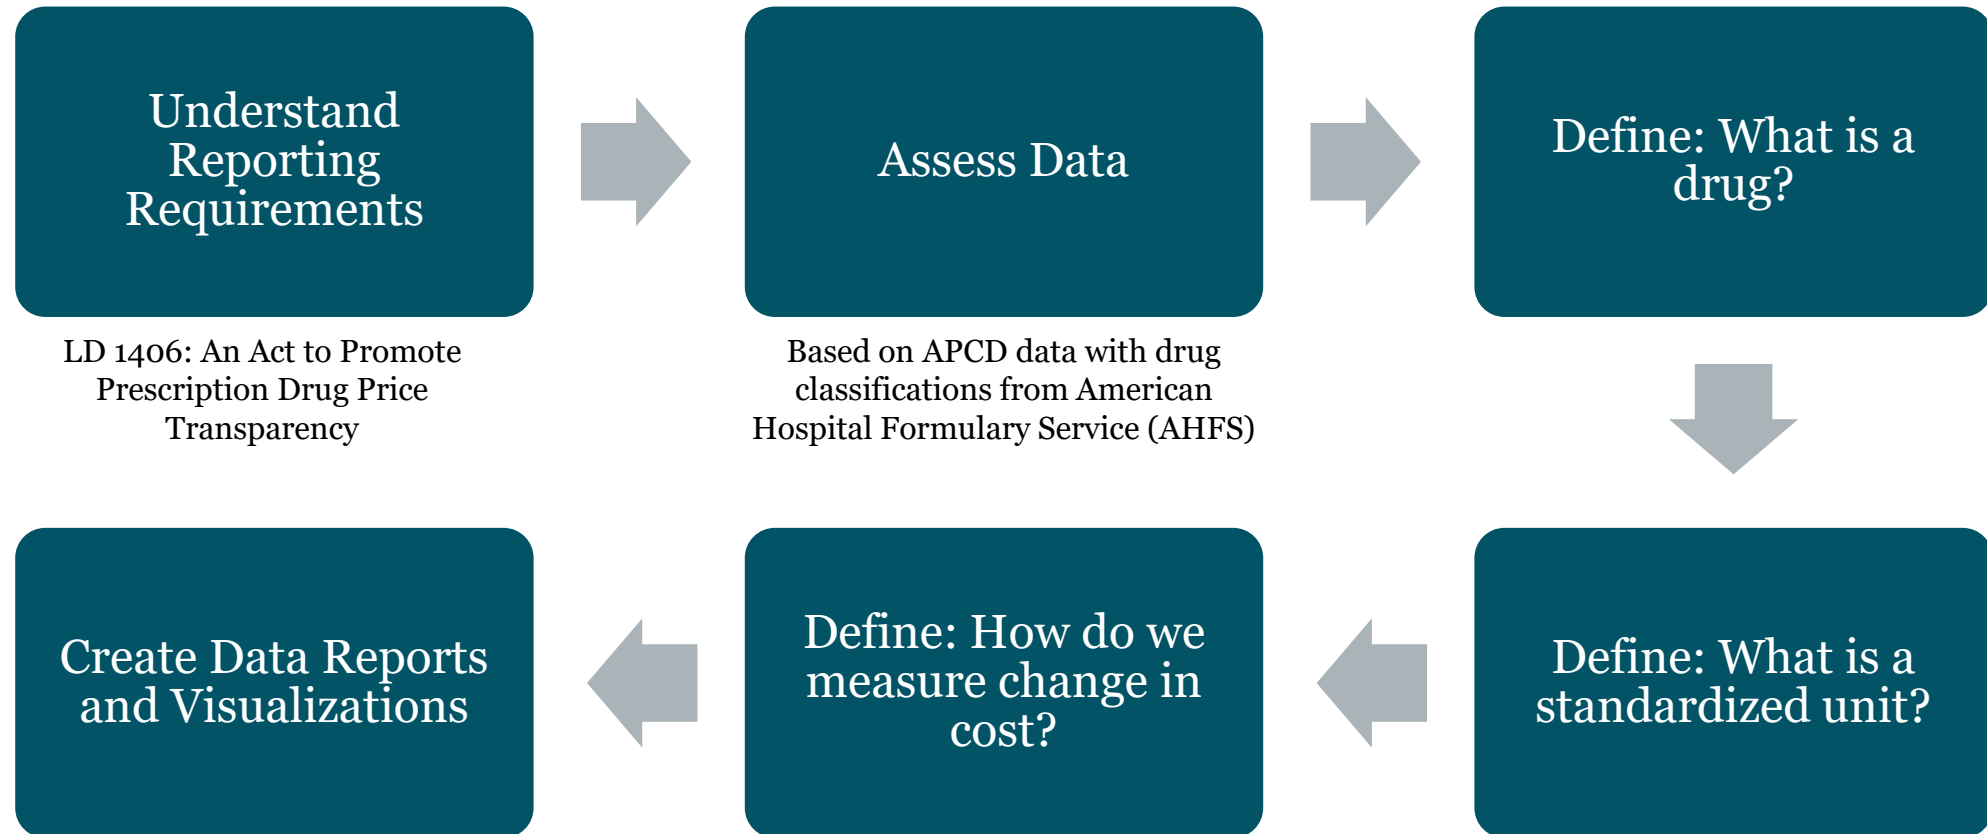 Understand
Reporting
Requirements
LD 1406: An Act to Promote
Prescription Drug Price
Transparency
Assess Data
Based on APCD data with drug
classifications from American
Hospital Formulary Service (AHFS)
Define: What is a
drug?
Define: What is a
standardized unit?
Define: How do we
measure change in
cost?
Create Data Reports
and Visualizations